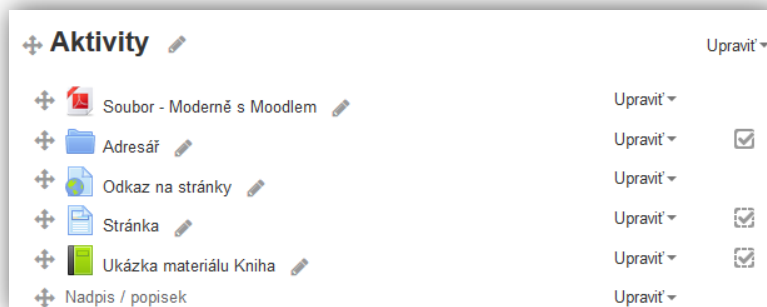 Aktivity Upraviť
Soubor - Moderně s Moodlem Upraviť
Adresář Upraviť
Odkaz na stránky Upraviť
Stránka Upraviť
Ukázka materiálu Kniha Upraviť
Nadpis / popisek Upraviť